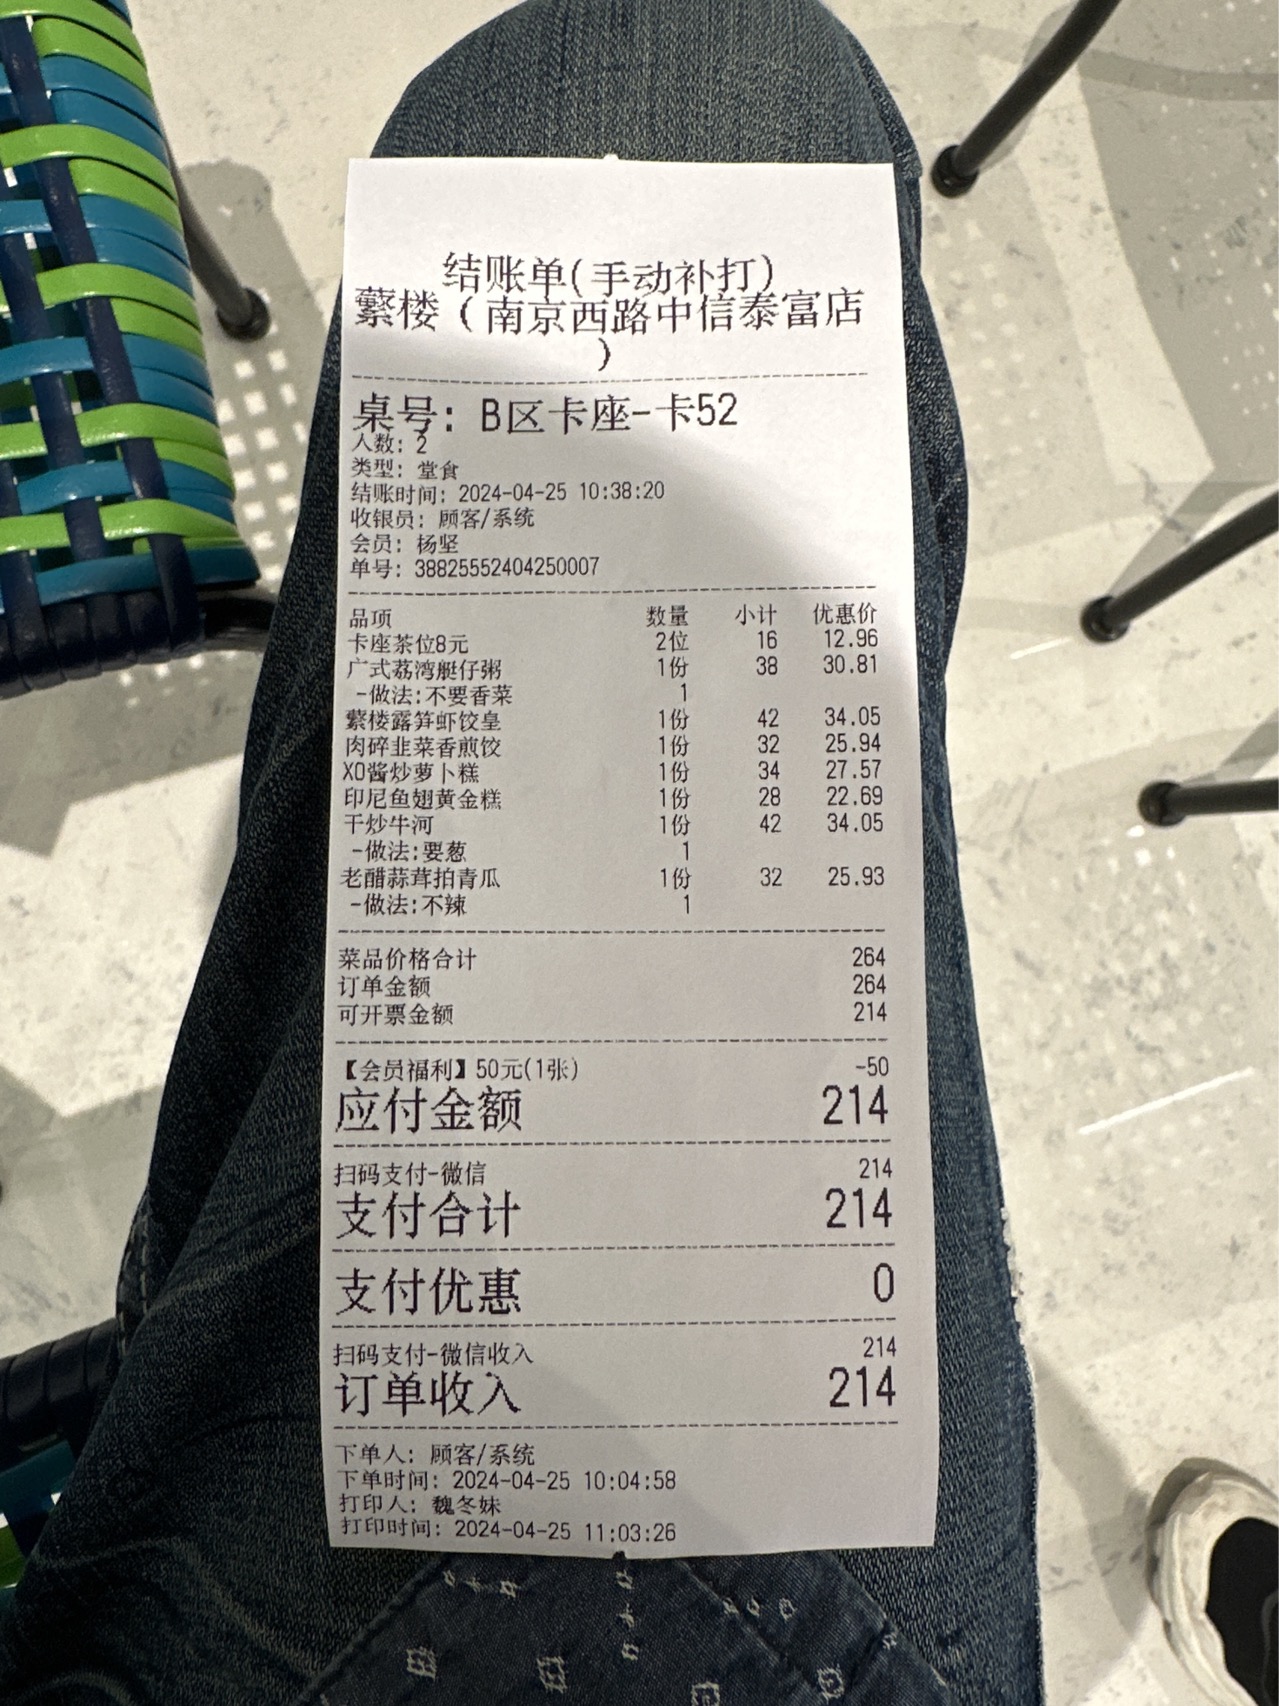 结账单(手动补打)
蘩楼（南京西路中信泰富店
）
桌号: B区卡座-卡52
人数: 2
类型: 堂食
结账时间: 2024-04-25 10:38:20
收银员: 顾客/系统
会员: 杨坚
单号: 38825552404250007
品项 数量 小计 优惠价
卡座茶位8元 2位 16 12.96
广式荔湾艇仔粥 1份 38 30.81
-做法:不要香菜 1
蘩楼露笋虾饺皇 1份 42 34.05
肉碎韭菜香煎饺 1份 32 25.94
XO酱炒萝卜糕 1份 34 27.57
印尼鱼翅黄金糕 1份 28 22.69
干炒牛河 1份 42 34.05
-做法:要葱 1
老醋蒜茸拍青瓜 1份 32 25.93
-做法:不辣 1
菜品价格合计 264
订单金额 264
可开票金额 214
【会员福利】50元(1张) -50
应付金额 214
扫码支付-微信 214
支付合计 214
支付优惠 0
扫码支付-微信收入 214
订单收入 214
下单人: 顾客/系统
下单时间: 2024-04-25 10:04:58
打印人: 魏冬妹
打印时间: 2024-04-25 11:03:26